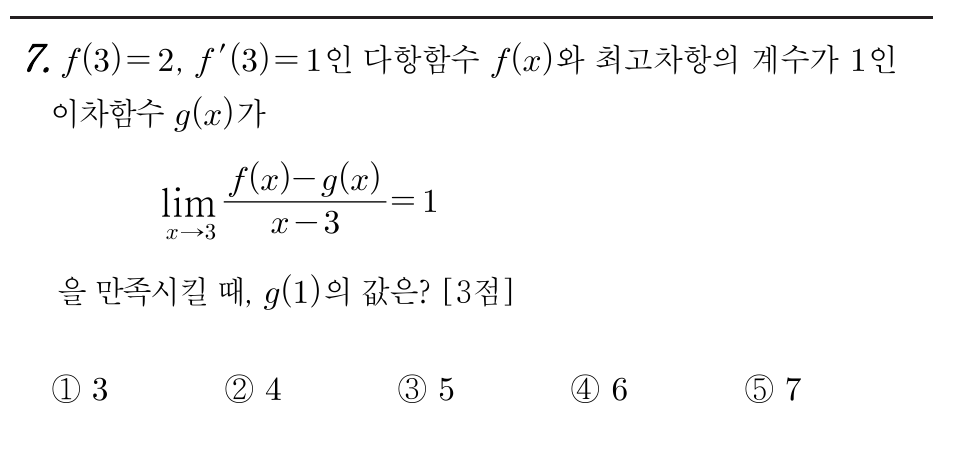 7. f(3)=2, f'(3)=1인 다항함수 f(x)와 최고차항의 계수가 1인
이차함수 g(x)가
lim_{x→3} \frac{f(x)-g(x)}{x-3}=1
을 만족시킬 때, g(1)의 값은? [3점]
① 3 ② 4 ③ 5 ④ 6 ⑤ 7